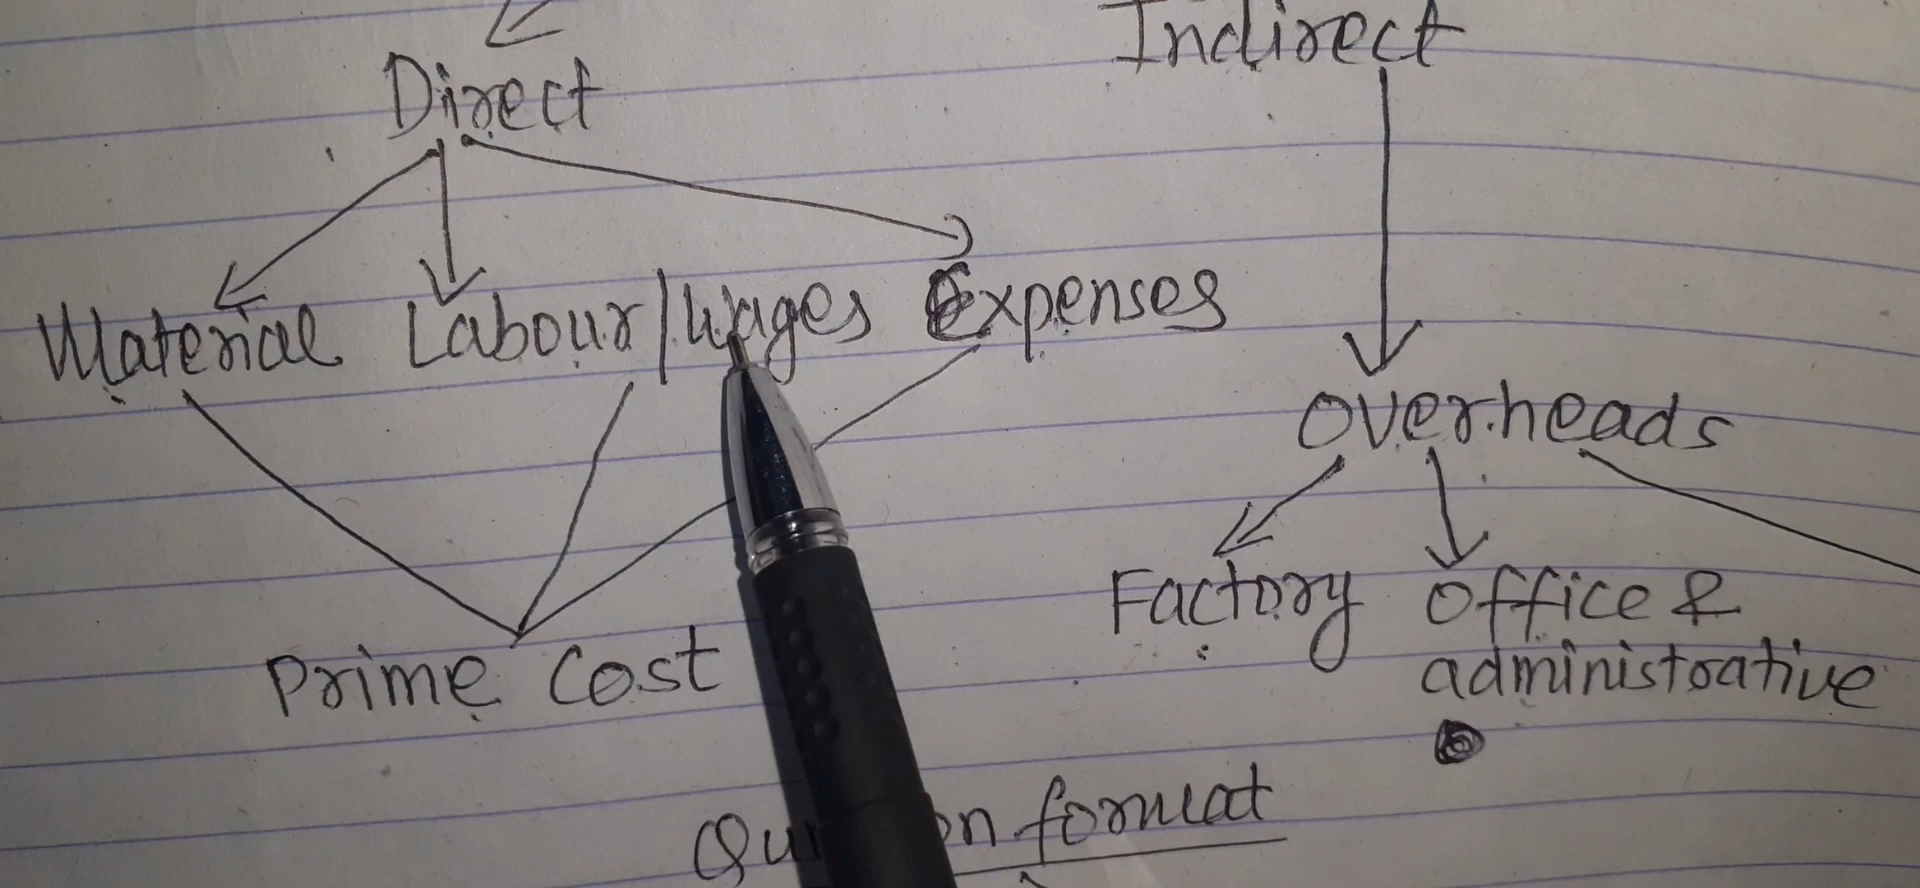 Indirect
Direct
Material Labour/Wages Expenses
Overheads
Factory Office &
administrative
Prime Cost
format